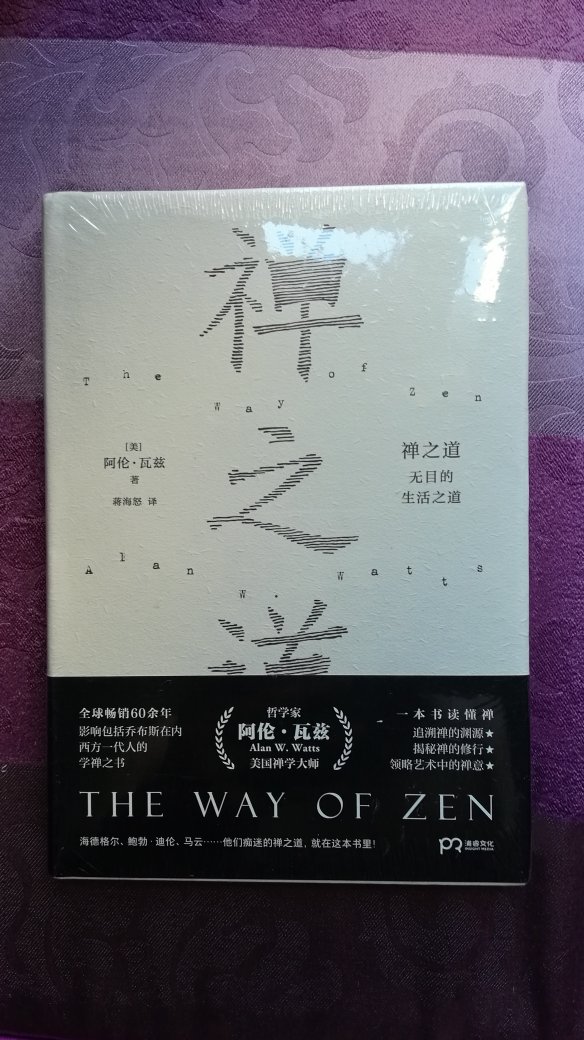 禅之道
The Way of Zen
[美]
阿伦·瓦兹
著
蒋海怒 译
禅之道
无目的
生活之道
Alan W. Watts
全球畅销60余年
影响包括乔布斯在内
西方一代人的
学禅之书
哲学家
阿伦·瓦兹
Alan W. Watts
美国禅学大师
一本书读懂禅
追溯禅的渊源★
揭秘禅的修行★
领略艺术中的禅意★
THE WAY OF ZEN
海德格尔、鲍勃·迪伦、马云……他们痴迷的禅之道，就在这本书里！
浦睿文化
INSIGHT MEDIA